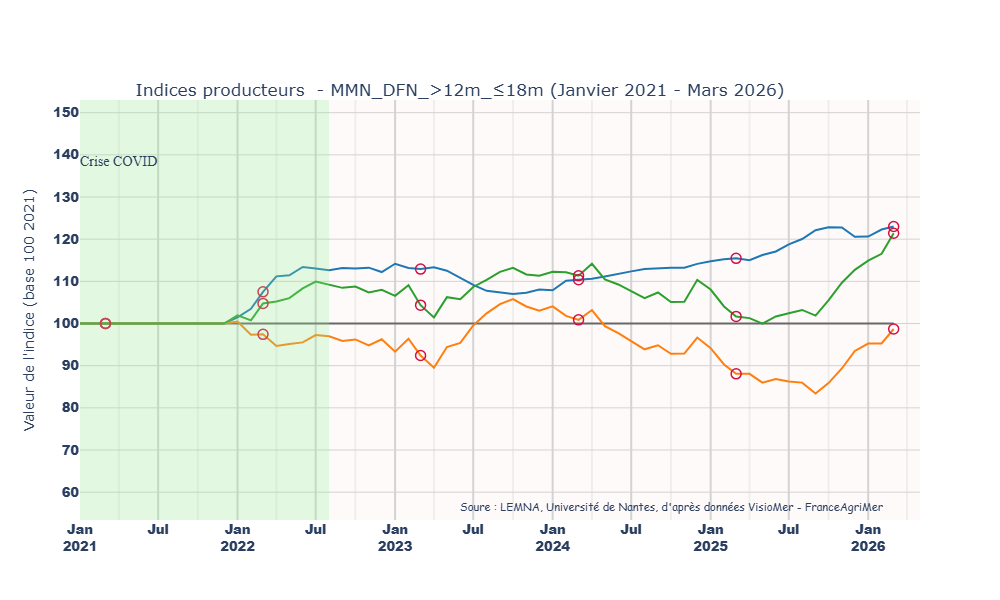 Indices producteurs - MMN_DFN_>12m_≤18m (Janvier 2021 - Mars 2026)
150
140
Crise COVID
130
120
110
100
90
80
70
60
Valeur de l'indice (base 100 2021)
Soure : LEMNA, Université de Nantes, d'après données VisioMer - FranceAgriMer
Jan Jul Jan Jul Jan Jul Jan Jul Jan Jul Jan
2021 2022 2023 2024 2025 2026